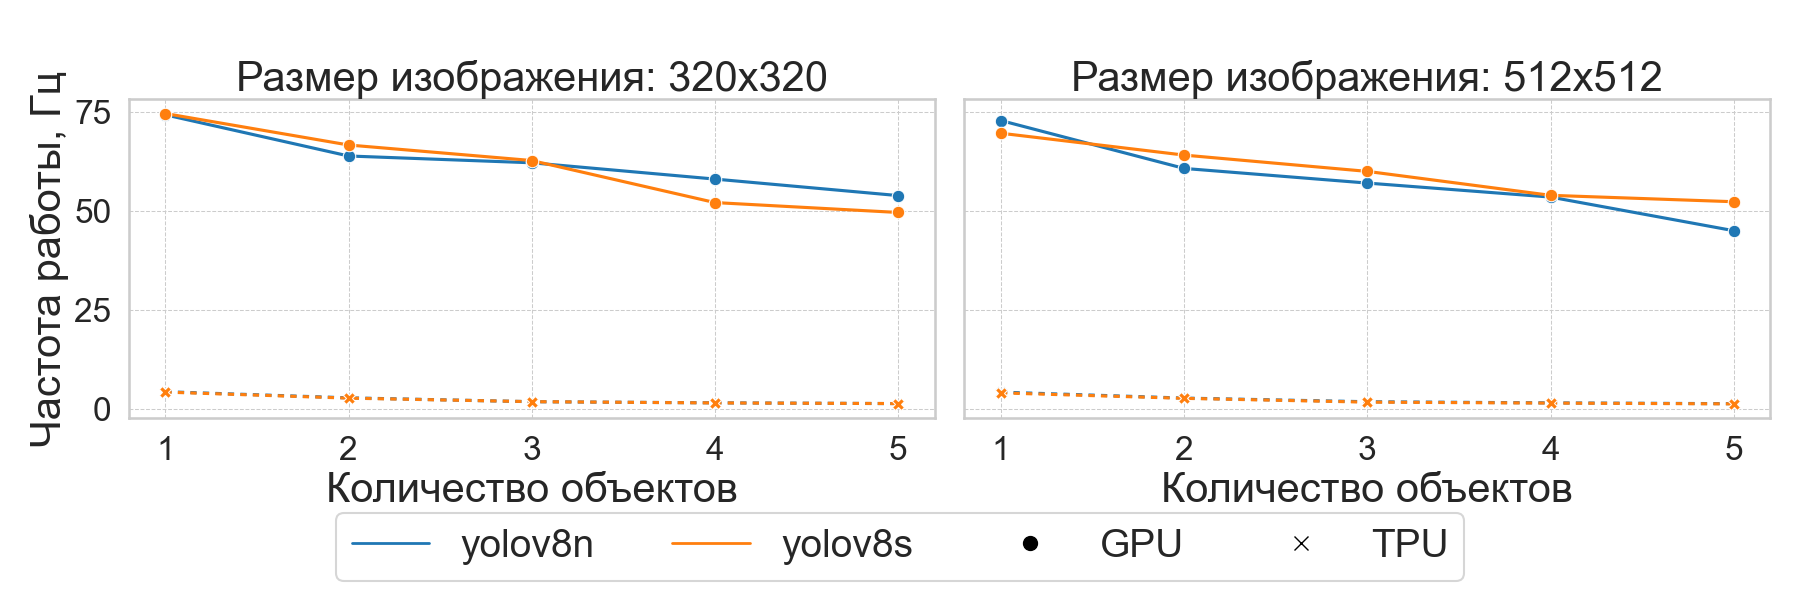 Размер изображения: 320x320
Размер изображения: 512x512
Частота работы, Гц
75
50
25
0
1 2 3 4 5
1 2 3 4 5
Количество объектов
Количество объектов
yolov8n yolov8s GPU TPU